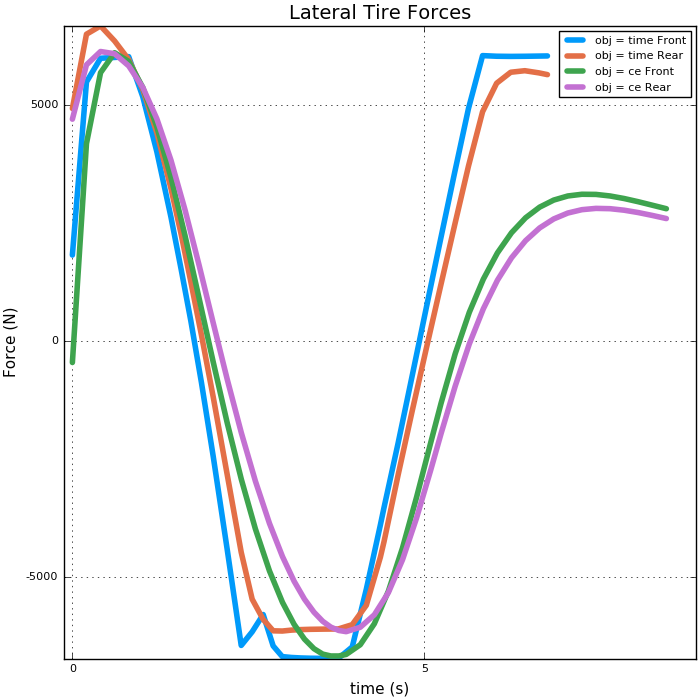 Lateral Tire Forces
obj = time Front
obj = time Rear
obj = ce Front
obj = ce Rear
5000
0
-5000
Force (N)
0
5
time (s)